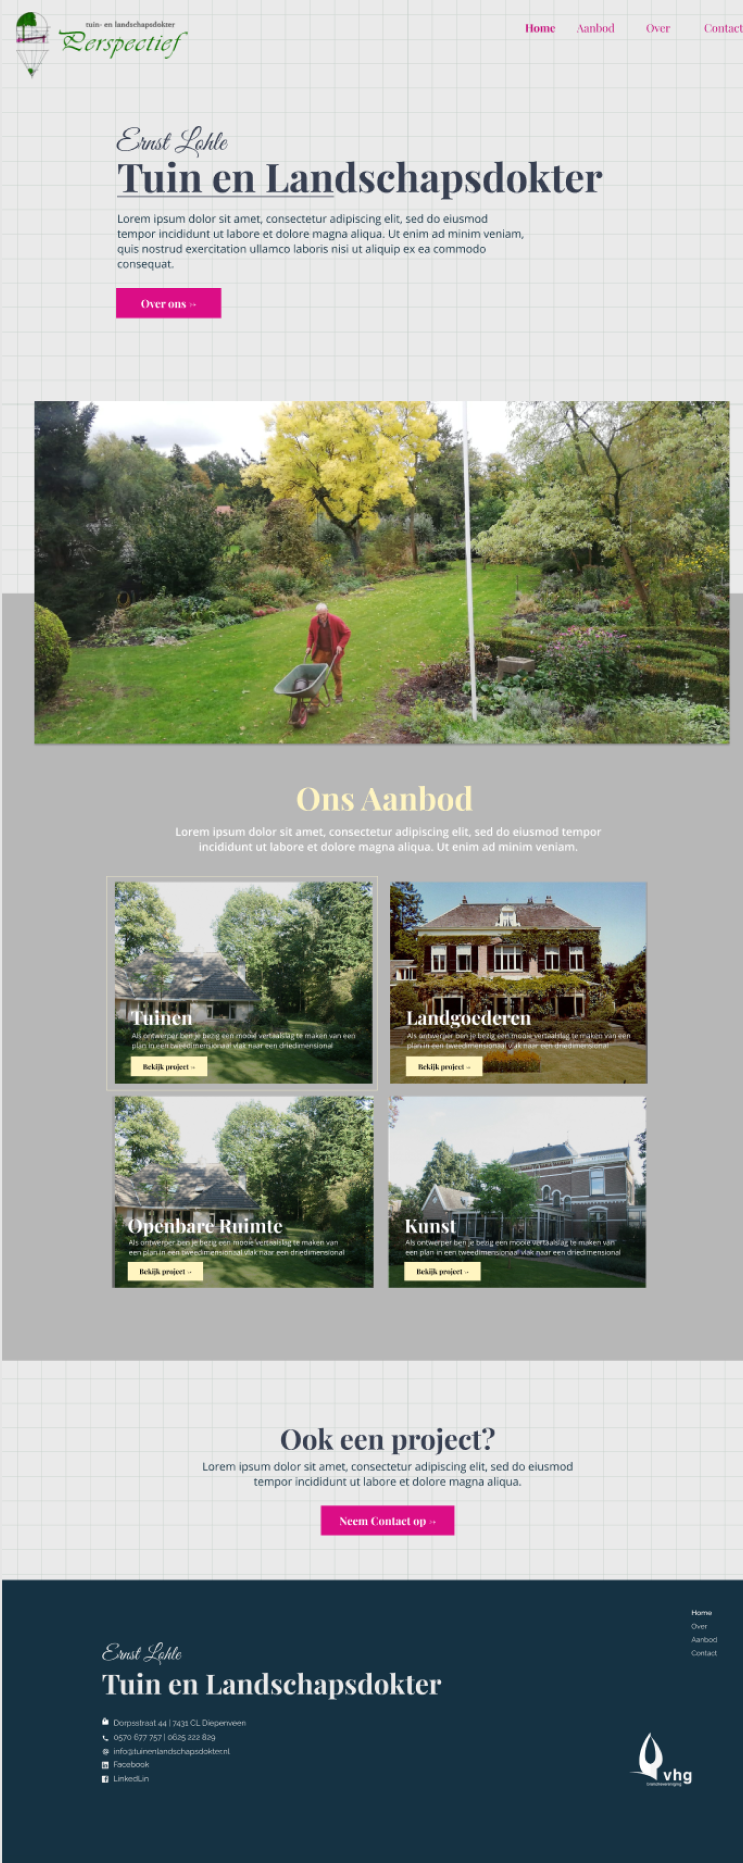 tuin- en landschapsdokter
Perspectief
Home Aanbod Over Contact
Ernst Lohle
Tuin en Landschapsdokter
Lorem ipsum dolor sit amet, consectetur adipiscing elit, sed do eiusmod
tempor incididunt ut labore et dolore magna aliqua. Ut enim ad minim veniam,
quis nostrud exercitation ullamco laboris nisi ut aliquip ex ea commodo
consequat.
Over ons
Ons Aanbod
Lorem ipsum dolor sit amet, consectetur adipiscing elit, sed do eiusmod tempor
incididunt ut labore et dolore magna aliqua. Ut enim ad minim veniam.
Tuinen
Als ontwerper ben je bezig een mooie vertaalslag te maken van een
plan in een tweedimensionaal vlak naar een driedimensional
Bekijk project
Landgoederen
Als ontwerper ben je bezig een mooie vertaalslag te maken van een
plan in een tweedimensionaal vlak naar een driedimensional
Bekijk project
Openbare Ruimte
Als ontwerper ben je bezig een mooie vertaalslag te maken van
een plan in een tweedimensionaal vlak naar een driedimensional
Bekijk project
Kunst
Als ontwerper ben je bezig een mooie vertaalslag te maken van
een plan in een tweedimensionaal vlak naar een driedimensional
Bekijk project
Ook een project?
Lorem ipsum dolor sit amet, consectetur adipiscing elit, sed do eiusmod
tempor incididunt ut labore et dolore magna aliqua.
Neem Contact op
Home
Over
Aanbod
Contact
Ernst Lohle
Tuin en Landschapsdokter
Dorpsstraat 44 | 7431 CL Diepenveen
0570 677 757 | 0625 222 829
info@tuinenlandschapsdokter.nl
Facebook
LinkedLin
vhg
branchevereniging